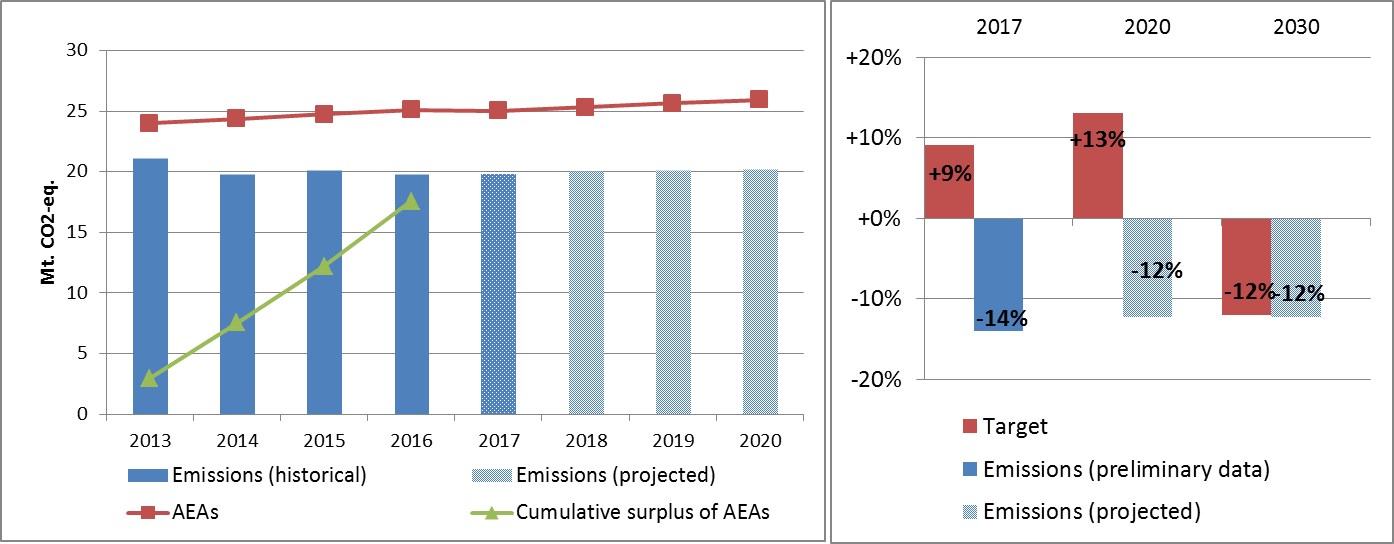 Mt. CO2-eq.
30
25
20
15
10
5
0
2013 2014 2015 2016 2017 2018 2019 2020
Emissions (historical) Emissions (projected)
AEAs Cumulative surplus of AEAs
2017 2020 2030
+20%
+10%
+0%
-10%
-20%
+9%
-14%
+13%
-12%
-12%
-12%
Target
Emissions (preliminary data)
Emissions (projected)